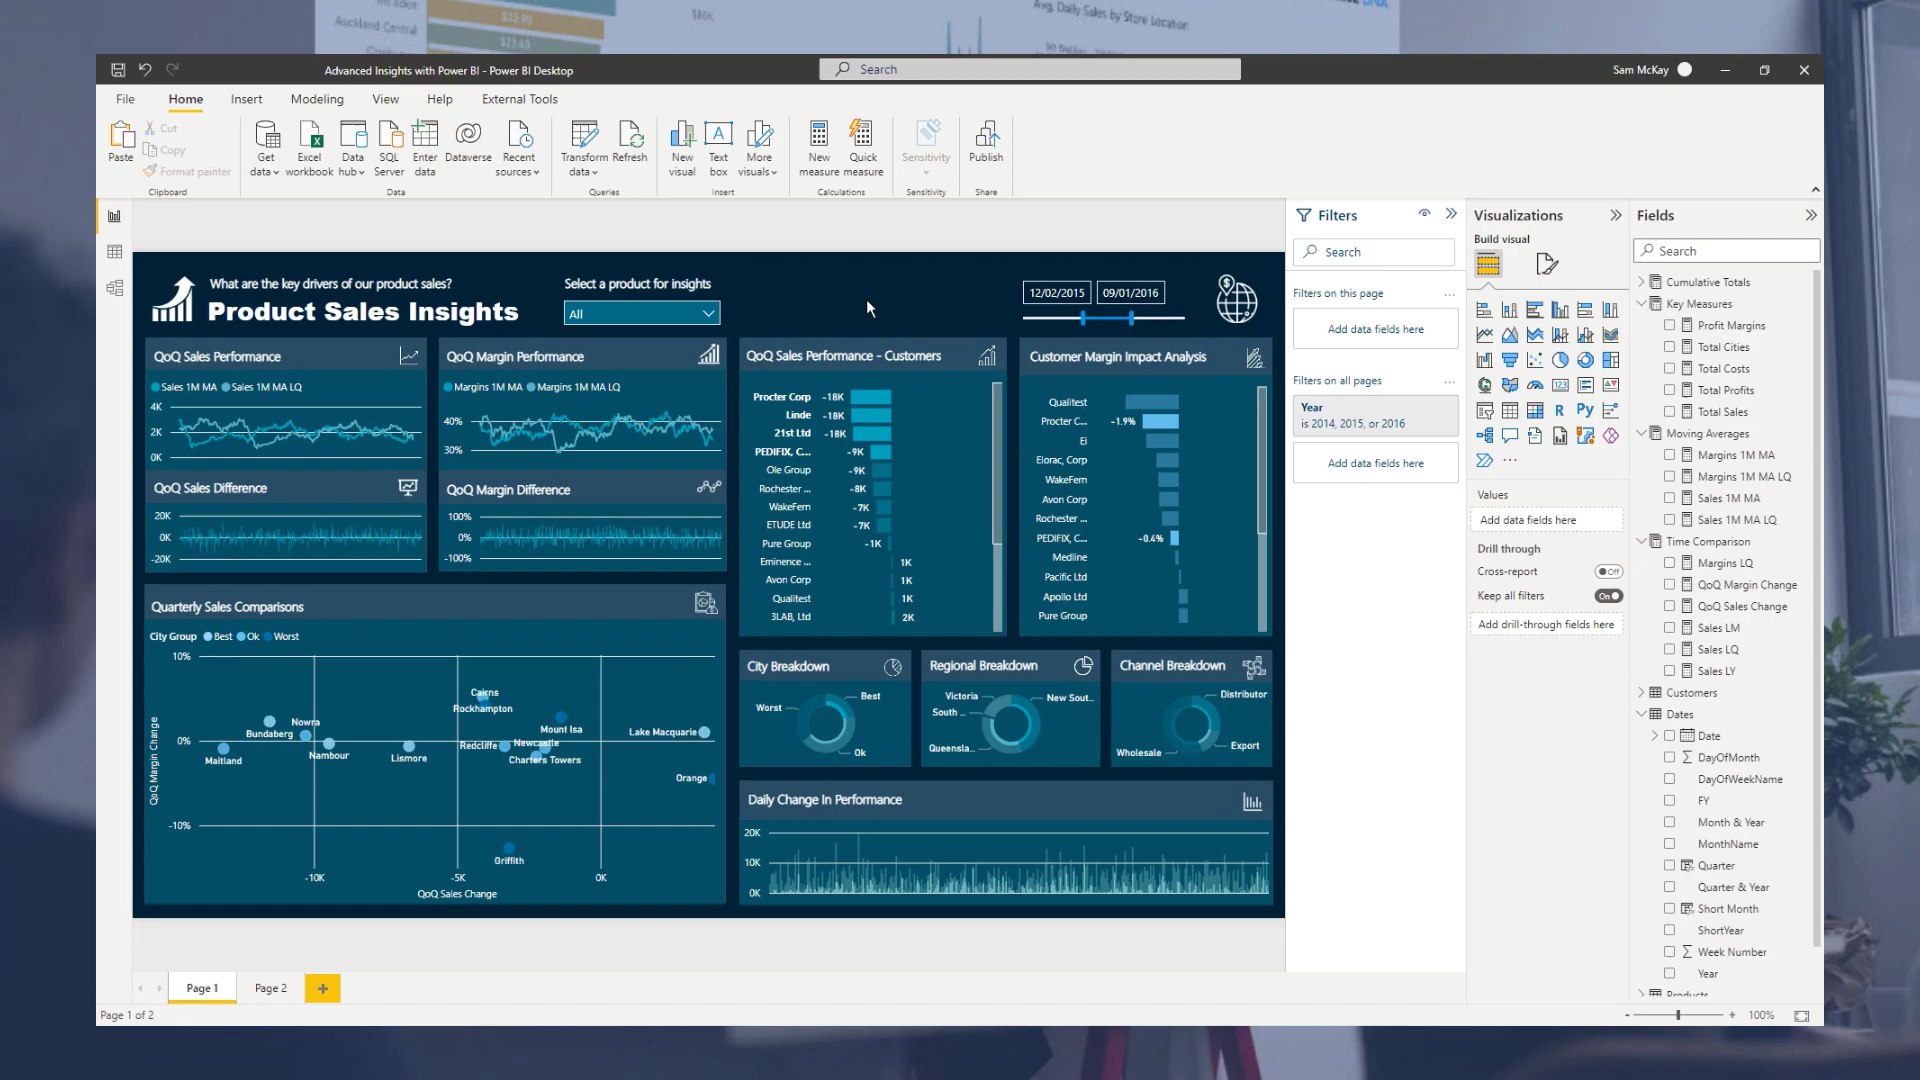 Auckland Central
$25.93
$23.43
$80K
Avg. Daily Sales by Store Location
Advanced Insights with Power BI - Power BI Desktop
Search
Sam McKay
File
Home
Insert
Modeling
View
Help
External Tools
Paste
Cut
Copy
Format painter
Clipboard
Get data
Excel workbook
Data hub
SQL Server
Enter data
Dataverse
Recent sources
Data
Transform data
Refresh
Queries
New visual
Text box
More visuals
Insert
New measure
Quick measure
Calculations
Sensitivity
Sensitivity
Publish
Share
What are the key drivers of our product sales?
Product Sales Insights
Select a product for insights
All
12/02/2015
09/01/2016
QoQ Sales Performance
Sales 1M MA
Sales 1M MA LQ
4K
2K
0K
QoQ Margin Performance
Margins 1M MA
Margins 1M MA LQ
40%
30%
QoQ Sales Difference
20K
0K
-20K
QoQ Margin Difference
100%
0%
-100%
QoQ Sales Performance - Customers
Procter Corp -18K
Linde -18K
21st Ltd -18K
PEDIFIX, C... -9K
Ole Group -9K
Rochester ... -8K
WakeFern -7K
ETUDE Ltd -7K
Pure Group -1K
Eminence ... 1K
Avon Corp 1K
Qualitest 1K
3LAB, Ltd 2K
Customer Margin Impact Analysis
Qualitest
Procter C... -1.9%
Ei
Elorac, Corp
WakeFern
Avon Corp
Rochester ...
PEDIFIX, C... -0.4%
Medline
Pacific Ltd
Apollo Ltd
Pure Group
Quarterly Sales Comparisons
City Group Best Ok Worst
10%
0%
-10%
QoQ Margin Change
Cairns
Rockhampton
Nowra
Bundaberg
Mount Isa
Lake Macquarie
Maitland
Nambour
Lismore
Redcliffe
Newcastle
Charters Towers
Orange
Griffith
-10K
-5K
0K
QoQ Sales Change
City Breakdown
Worst
Best
Ok
Regional Breakdown
Victoria
South ...
Queensla...
New Sout...
Channel Breakdown
Distributor
Wholesale
Export
Daily Change In Performance
20K
10K
0K
Filters
Search
Filters on this page
...
Add data fields here
Filters on all pages
...
Year
is 2014, 2015, or 2016
Add data fields here
Visualizations
Build visual
123
R
Py
...
Values
Add data fields here
Drill through
Cross-report
Off
Keep all filters
On
Add drill-through fields here
Fields
Search
Cumulative Totals
Key Measures
Profit Margins
Total Cities
Total Costs
Total Profits
Total Sales
Moving Averages
Margins 1M MA
Margins 1M MA LQ
Sales 1M MA
Sales 1M MA LQ
Time Comparison
Margins LQ
QoQ Margin Change
QoQ Sales Change
Sales LM
Sales LQ
Sales LY
Customers
Dates
Date
DayOfMonth
DayOfWeekName
FY
Month & Year
MonthName
Quarter
Quarter & Year
Short Month
ShortYear
Week Number
Year
Products
Page 1
Page 2
+
Page 1 of 2
- + 100%